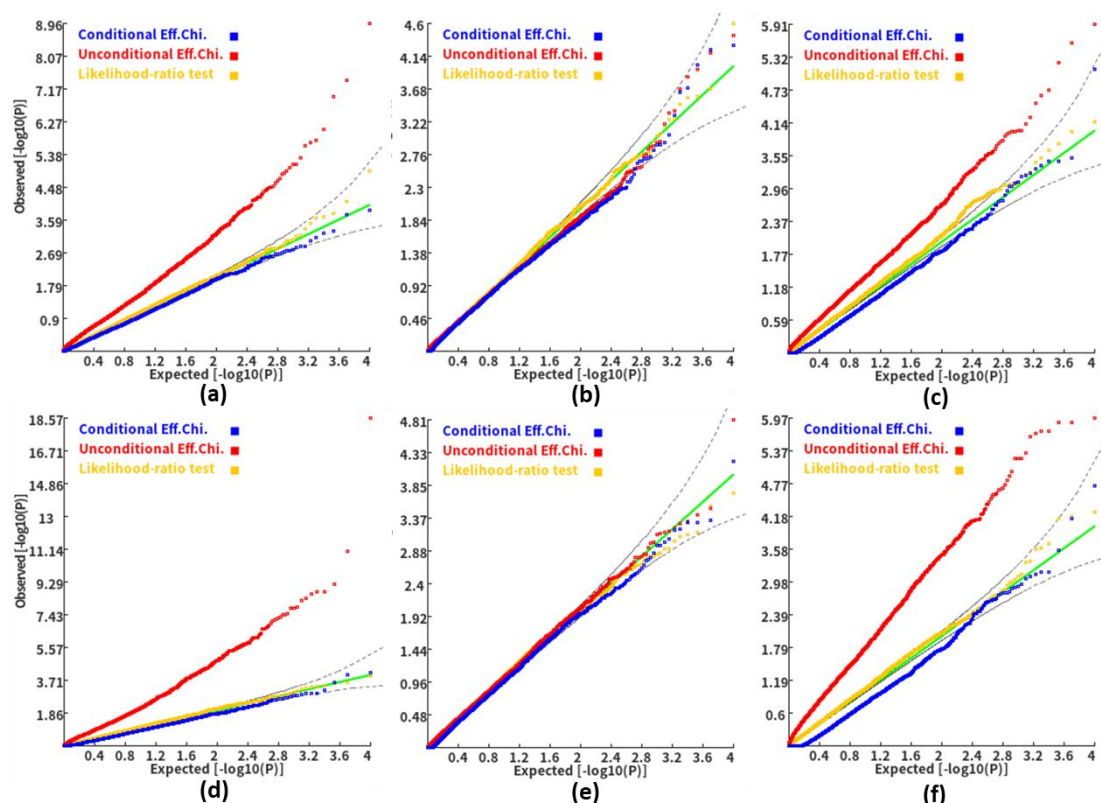 8.96
8.07
7.17
6.27
5.38
4.48
3.59
2.69
1.79
0.9
Observed [-log10(P)]
Conditional Eff.Chi.
Unconditional Eff.Chi.
Likelihood-ratio test
0.4 0.8 1.2 1.6 2 2.4 2.8 3.2 3.6 4
Expected [-log10(P)]
(a)
4.6
4.14
3.68
3.22
2.76
2.3
1.84
1.38
0.92
0.46
Conditional Eff.Chi.
Unconditional Eff.Chi.
Likelihood-ratio test
0.4 0.8 1.2 1.6 2 2.4 2.8 3.2 3.6 4
Expected [-log10(P)]
(b)
5.91
5.32
4.73
4.14
3.55
2.96
2.37
1.77
1.18
0.59
Conditional Eff.Chi.
Unconditional Eff.Chi.
Likelihood-ratio test
0.4 0.8 1.2 1.6 2 2.4 2.8 3.2 3.6 4
Expected [-log10(P)]
(c)
18.57
16.71
14.86
13
11.14
9.29
7.43
5.57
3.71
1.86
Observed [-log10(P)]
Conditional Eff.Chi.
Unconditional Eff.Chi.
Likelihood-ratio test
0.4 0.8 1.2 1.6 2 2.4 2.8 3.2 3.6 4
Expected [-log10(P)]
(d)
4.81
4.33
3.85
3.37
2.88
2.4
1.92
1.44
0.96
0.48
Conditional Eff.Chi.
Unconditional Eff.Chi.
Likelihood-ratio test
0.4 0.8 1.2 1.6 2 2.4 2.8 3.2 3.6 4
Expected [-log10(P)]
(e)
5.97
5.37
4.77
4.18
3.58
2.98
2.39
1.79
1.19
0.6
Conditional Eff.Chi.
Unconditional Eff.Chi.
Likelihood-ratio test
0.4 0.8 1.2 1.6 2 2.4 2.8 3.2 3.6 4
Expected [-log10(P)]
(f)